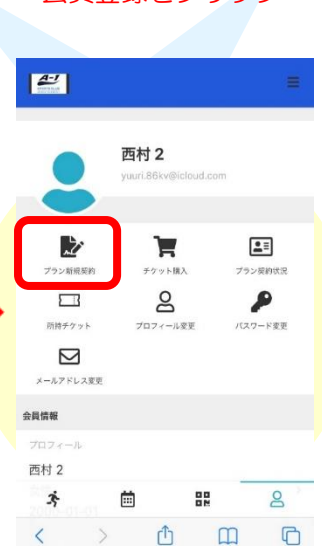 会員登録をクリック
A-1
西村 2
yuuri.86kv@icloud.com
プラン新規契約
チケット購入
プラン契約状況
所持チケット
プロフィール変更
パスワード変更
メールアドレス変更
会員情報
プロフィール
西村 2